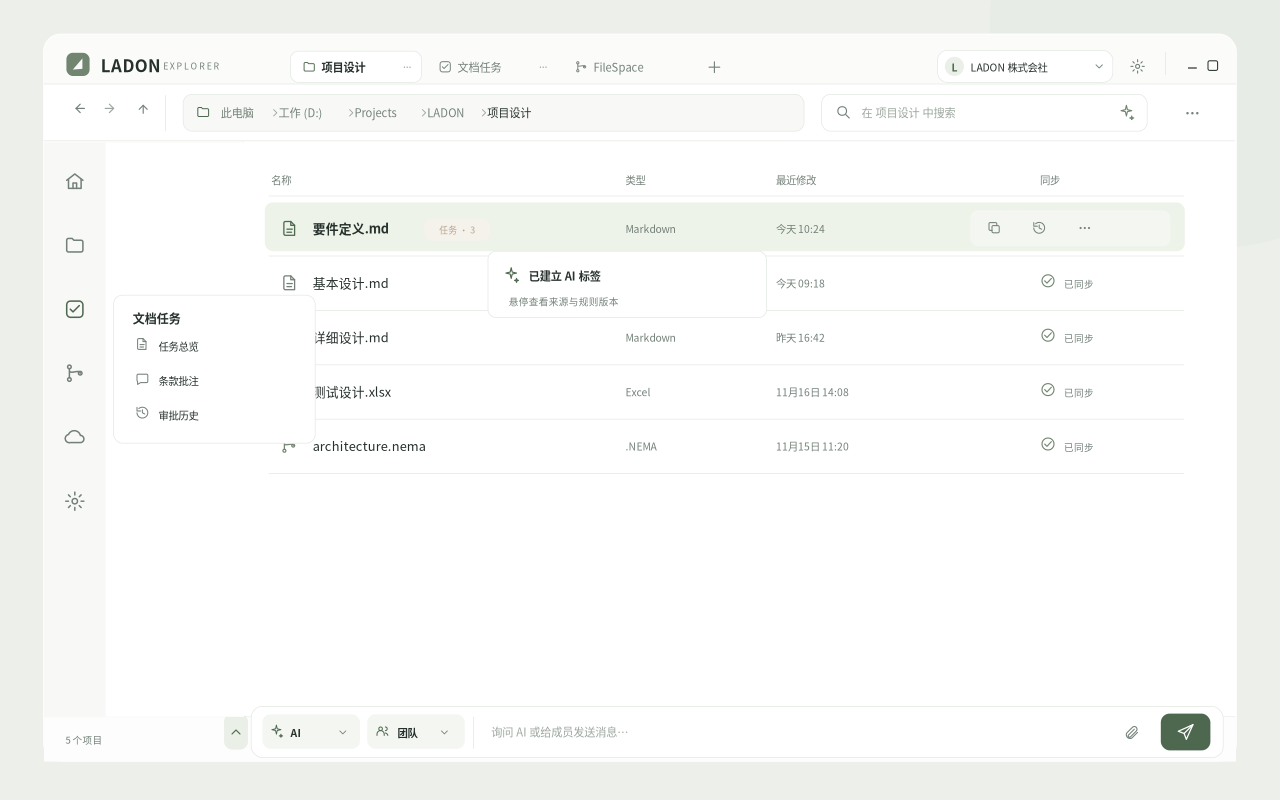 LADON EXPLORER
项目设计 ···
文档任务 ···
FileSpace
L LADON 株式会社
此电脑 工作 (D:) Projects LADON 项目设计
在 项目设计 中搜索
名称 类型 最近修改 同步
要件定义.md 任务 · 3 Markdown 今天 10:24
基本设计.md 今天 09:18 已同步
已建立 AI 标签
悬停查看来源与规则版本
详细设计.md Markdown 昨天 16:42 已同步
测试设计.xlsx Excel 11月16日 14:08 已同步
architecture.nema .NEMA 11月15日 11:20 已同步
文档任务
任务总览
条款批注
审批历史
5 个项目
AI
团队
询问 AI 或给成员发送消息···